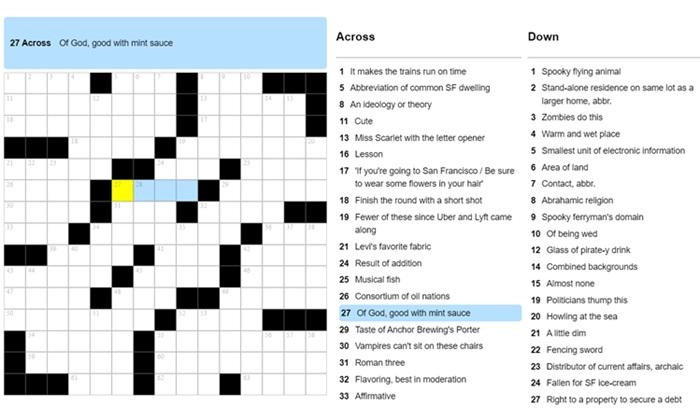 27 Across Of God, good with mint sauce
Across
1 It makes the trains run on time
5 Abbreviation of common SF dwelling
8 An ideology or theory
11 Cute
13 Miss Scarlet with the letter opener
16 Lesson
17 'If you're going to San Francisco / Be sure
to wear some flowers in your hair'
18 Finish the round with a short shot
19 Fewer of these since Uber and Lyft came
along
21 Levi's favorite fabric
24 Result of addition
25 Musical fish
26 Consortium of oil nations
27 Of God, good with mint sauce
29 Taste of Anchor Brewing's Porter
30 Vampires can't sit on these chairs
31 Roman three
32 Flavoring, best in moderation
33 Affirmative
Down
1 Spooky flying animal
2 Stand-alone residence on same lot as a
larger home, abbr.
3 Zombies do this
4 Warm and wet place
5 Smallest unit of electronic information
6 Area of land
7 Contact, abbr.
8 Abrahamic religion
9 Spooky ferryman's domain
10 Of being wed
12 Glass of pirate-y drink
14 Combined backgrounds
15 Almost none
19 Politicians thump this
20 Howling at the sea
21 A little dim
22 Fencing sword
23 Distributor of current affairs, archaic
24 Fallen for SF ice-cream
27 Right to a property to secure a debt